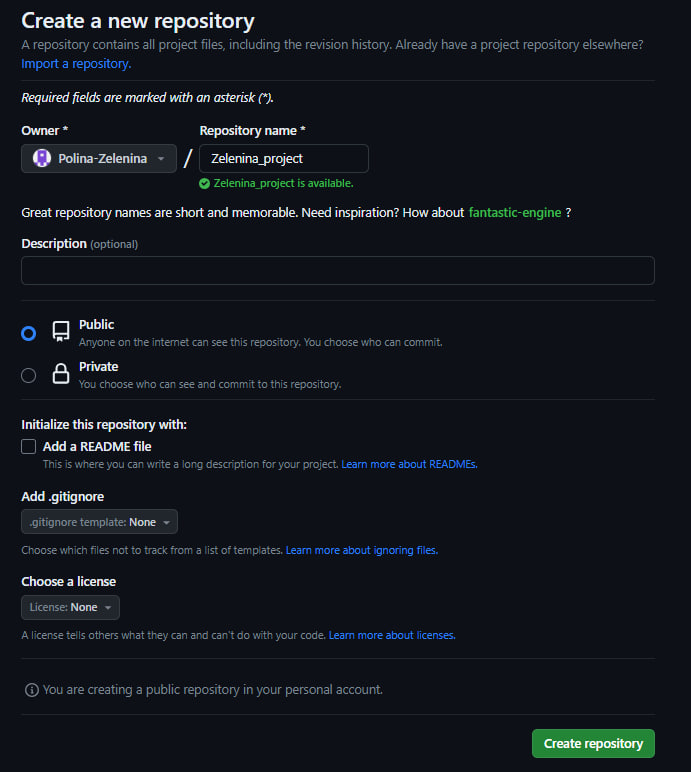 Create a new repository
A repository contains all project files, including the revision history. Already have a project repository elsewhere?
Import a repository.
Required fields are marked with an asterisk (*).
Owner *
Repository name *
Polina-Zelenina
/
Zelenina_project
Zelenina_project is available.
Great repository names are short and memorable. Need inspiration? How about fantastic-engine ?
Description (optional)
Public
Anyone on the internet can see this repository. You choose who can commit.
Private
You choose who can see and commit to this repository.
Initialize this repository with:
Add a README file
This is where you can write a long description for your project. Learn more about READMEs.
Add .gitignore
.gitignore template: None
Choose which files not to track from a list of templates. Learn more about ignoring files.
Choose a license
License: None
A license tells others what they can and can't do with your code. Learn more about licenses.
You are creating a public repository in your personal account.
Create repository